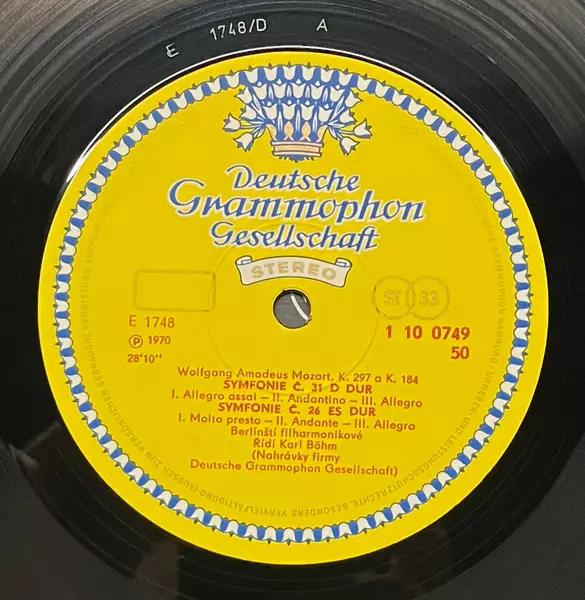 E 1748/D A
Deutsche
Grammophon
Gesellschaft
STEREO
ST 33
E 1748
Ⓟ 1970
28'10''
1 10 0749
50
Wolfgang Amadeus Mozart, K. 297 a K. 184
SYMFONIE Č. 31 D DUR
I. Allegro assai – II. Andantino – III. Allegro
SYMFONIE Č. 26 ES DUR
I. Molto presto – II. Andante – III. Allegro
Berlínští filharmonikové
Řídí Karl Böhm
(Nahrávky firmy
Deutsche Grammophon Gesellschaft)